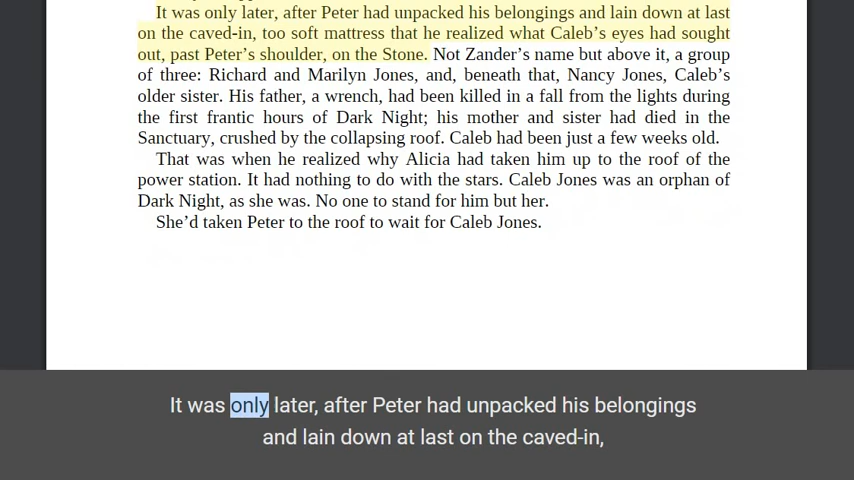 It was only later, after Peter had unpacked his belongings and lain down at last
on the caved-in, too soft mattress that he realized what Caleb’s eyes had sought
out, past Peter’s shoulder, on the Stone. Not Zander’s name but above it, a group
of three: Richard and Marilyn Jones, and, beneath that, Nancy Jones, Caleb’s
older sister. His father, a wrench, had been killed in a fall from the lights during
the first frantic hours of Dark Night; his mother and sister had died in the
Sanctuary, crushed by the collapsing roof. Caleb had been just a few weeks old.
That was when he realized why Alicia had taken him up to the roof of the
power station. It had nothing to do with the stars. Caleb Jones was an orphan of
Dark Night, as she was. No one to stand for him but her.
She’d taken Peter to the roof to wait for Caleb Jones.
It was only later, after Peter had unpacked his belongings
and lain down at last on the caved-in,